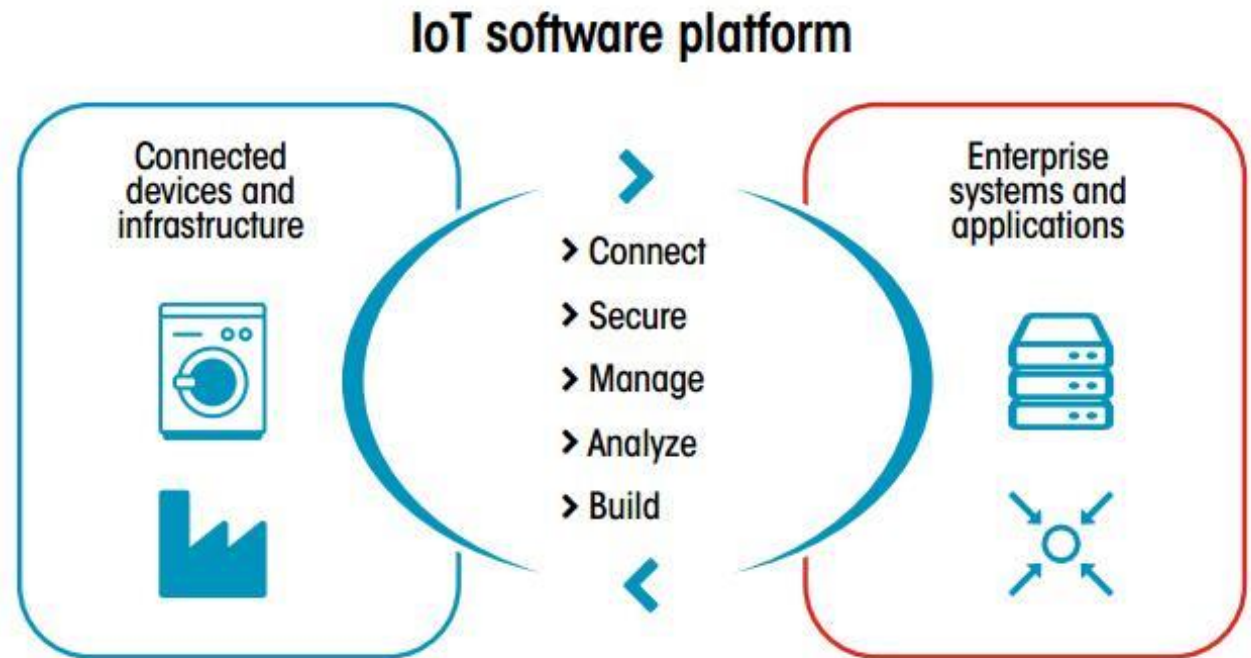 IoT software platform
Connected
devices and
infrastructure
Connect
Secure
Manage
Analyze
Build
Enterprise
systems and
applications